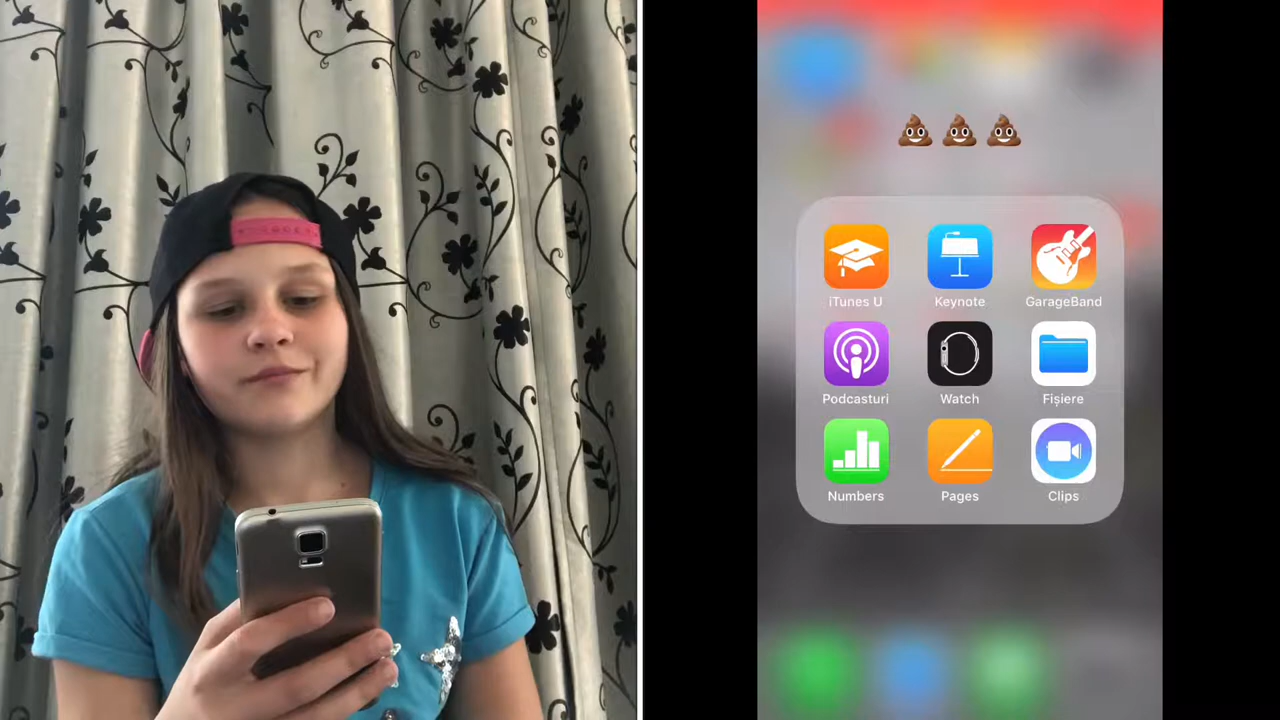 💩💩💩
iTunes U
Keynote
GarageBand
Podcasturi
Watch
Fișiere
Numbers
Pages
Clips